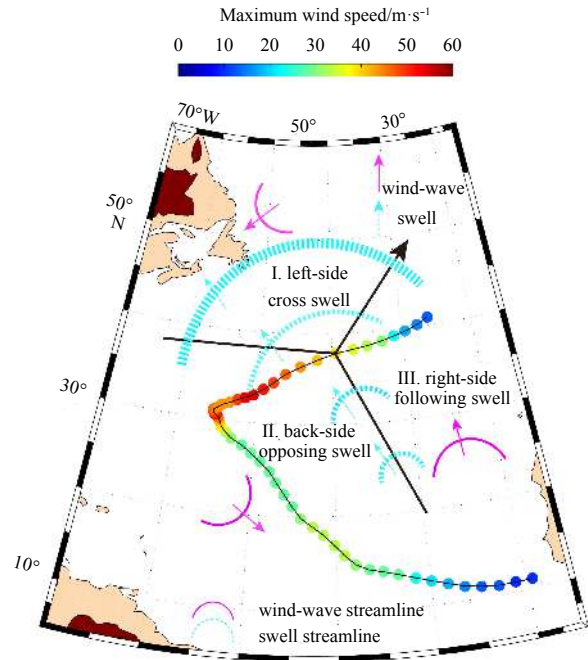 Maximum wind speed/m·s⁻¹
0 10 20 30 40 50 60
70°W
50°
30°
50°
N
wind-wave
swell
I. left-side
cross swell
30°
III. right-side
following swell
II. back-side
opposing swell
10°
wind-wave streamline
swell streamline